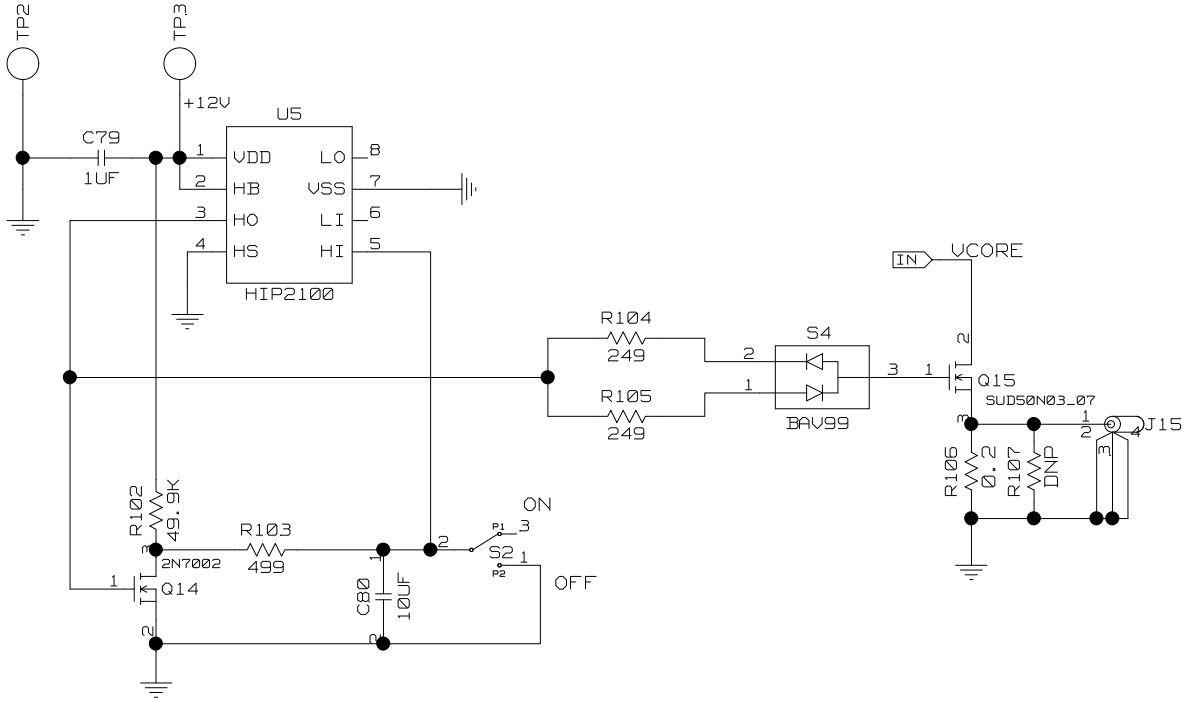 TP2
TP3
+12V
C79
1UF
U5
1 VDD LO 8
2 HB VSS 7
3 HO LI 6
4 HS HI 5
HIP2100
R104
249
R105
249
S4
2
1
3
BAV99
IN
VCORE
2
1
Q15
SUD50N03_07
3
1
2
3
4
J15
R106
0.2
R107
DNP
R102
49.9K
3
2N7002
1
Q14
2
R103
499
1
C80
10UF
2
2
P1
3
S2
1
P2
ON
OFF